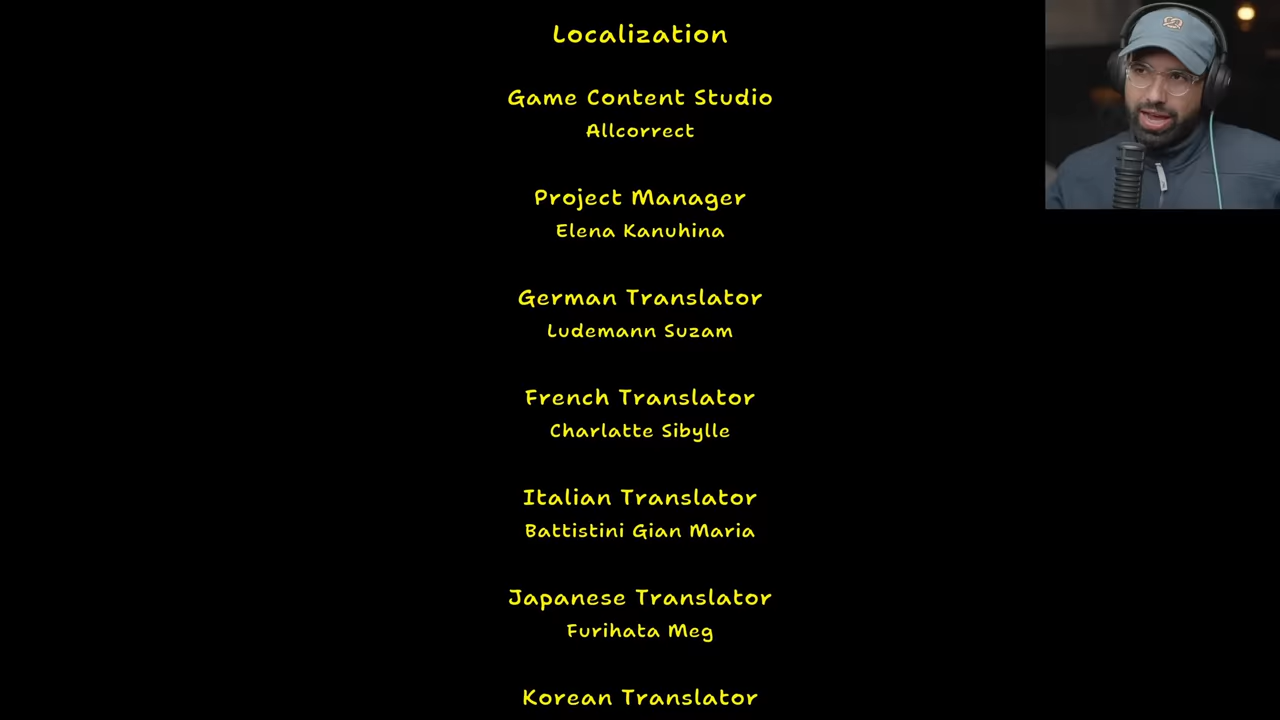 Localization
Game Content Studio
Allcorrect
Project Manager
Elena Kanuhina
German Translator
Ludemann Suzam
French Translator
Charlatte Sibylle
Italian Translator
Battistini Gian Maria
Japanese Translator
Furihata Meg
Korean Translator